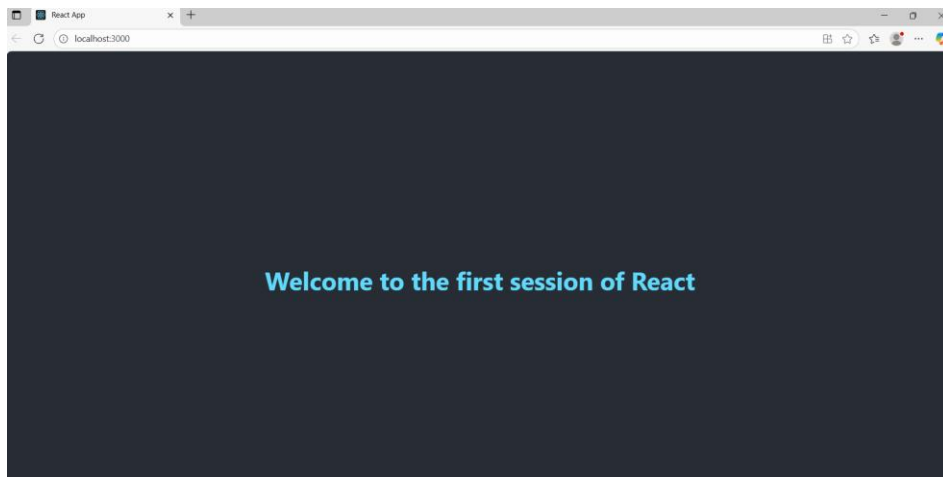 React App
localhost:3000
Welcome to the first session of React